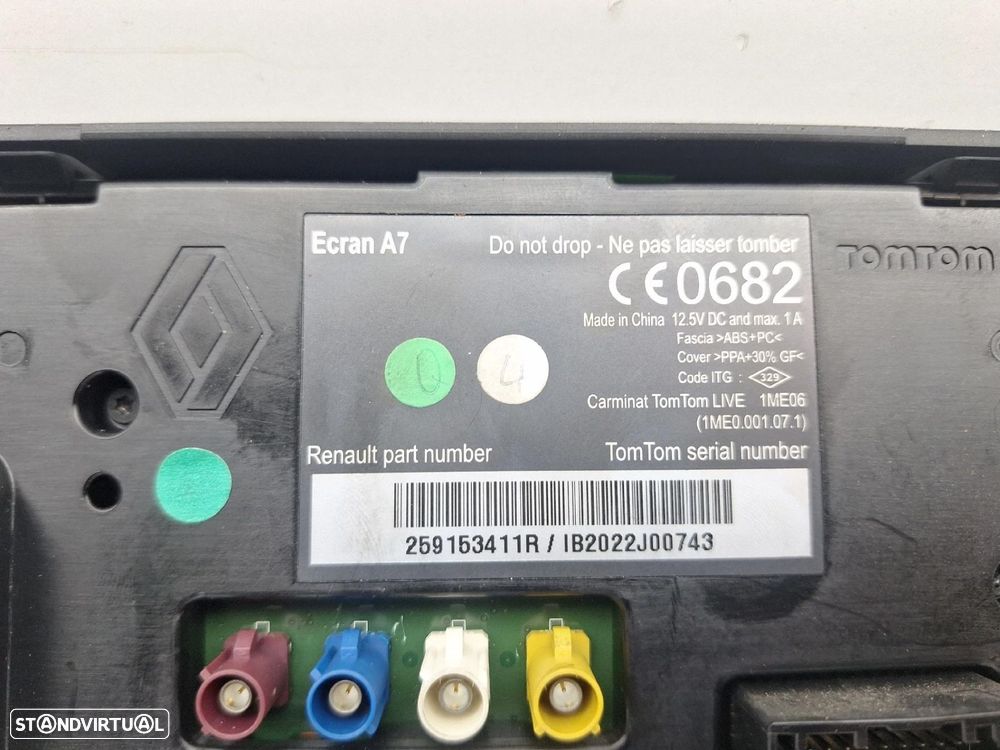 Ecran A7 Do not drop - Ne pas laisser tomber
CE 0682
TOMTOM
Made in China 12.5V DC and max. 1 A
Fascia >ABS+PC<
Cover >PPA+30% GF<
Code ITG : 329
0 4
Carminat TomTom LIVE 1ME06
(1ME0.001.07.1)
Renault part number TomTom serial number
259153411R / IB2022J00743
STANDVIRTUAL